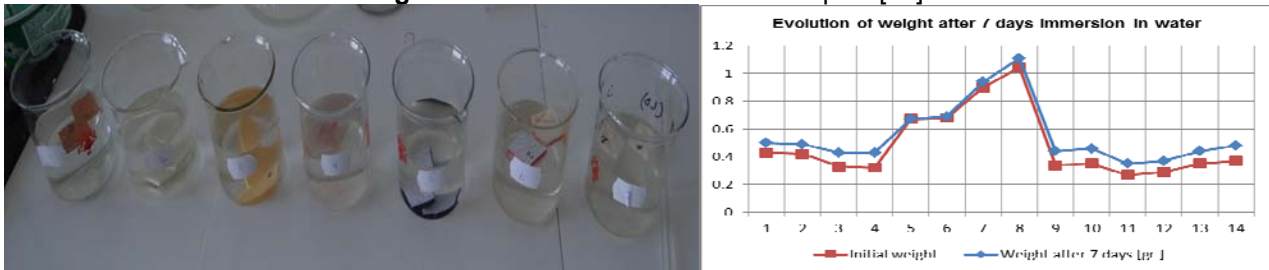 Evolution of weight after 7 days immersion in water
1.2
1
0.8
0.6
0.4
0.2
0
1 2 3 4 5 6 7 8 9 10 11 12 13 14
Initial weight Weight after 7 days [gr.]